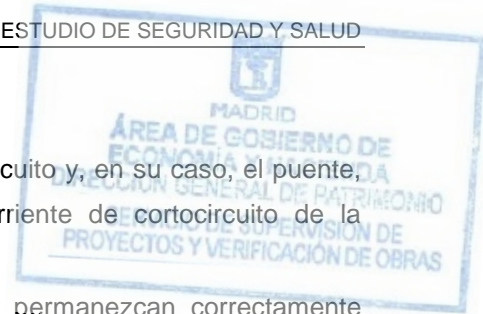 ESTUDIO DE SEGURIDAD Y SALUD
MADRID
ÁREA DE GOBIERNO DE
ECONOMÍA Y HACIENDA
cuito y, en su caso, el puente,
DIRECCIÓN GENERAL DE PATRIMONIO
rriente de cortocircuito de la
SERVICIO DE SUPERVISIÓN DE
PROYECTOS Y VERIFICACIÓN DE OBRAS
permanezcan correctamente